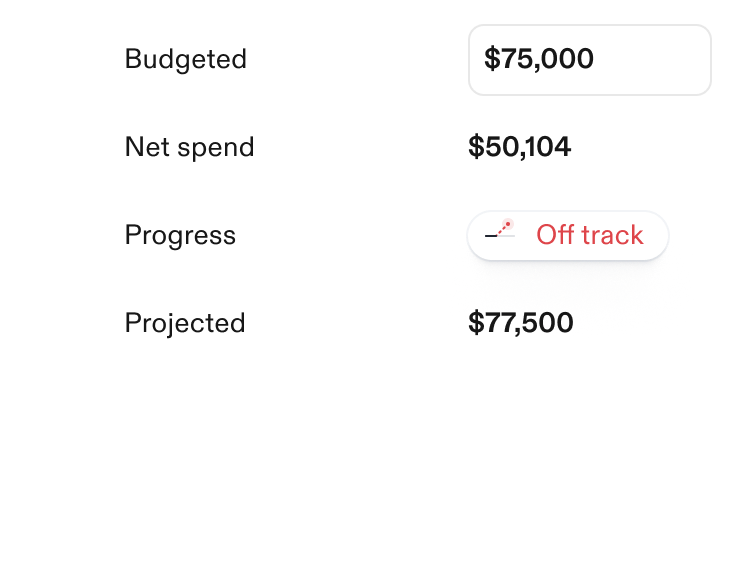 Budgeted $75,000
Net spend $50,104
Progress Off track
Projected $77,500